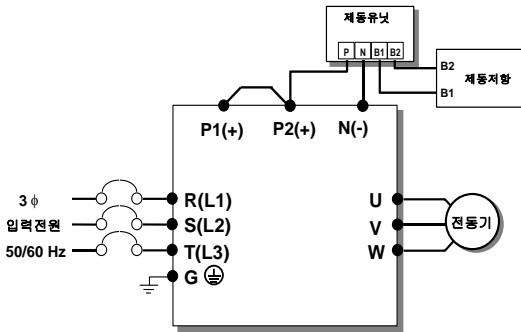 제동유닛
P N B1 B2
B2
제동저항
B1
P1(+) P2(+) N(-)
3 ϕ
R(L1)
U
입력전원
S(L2)
V
전동기
50/60 Hz
T(L3)
W
G